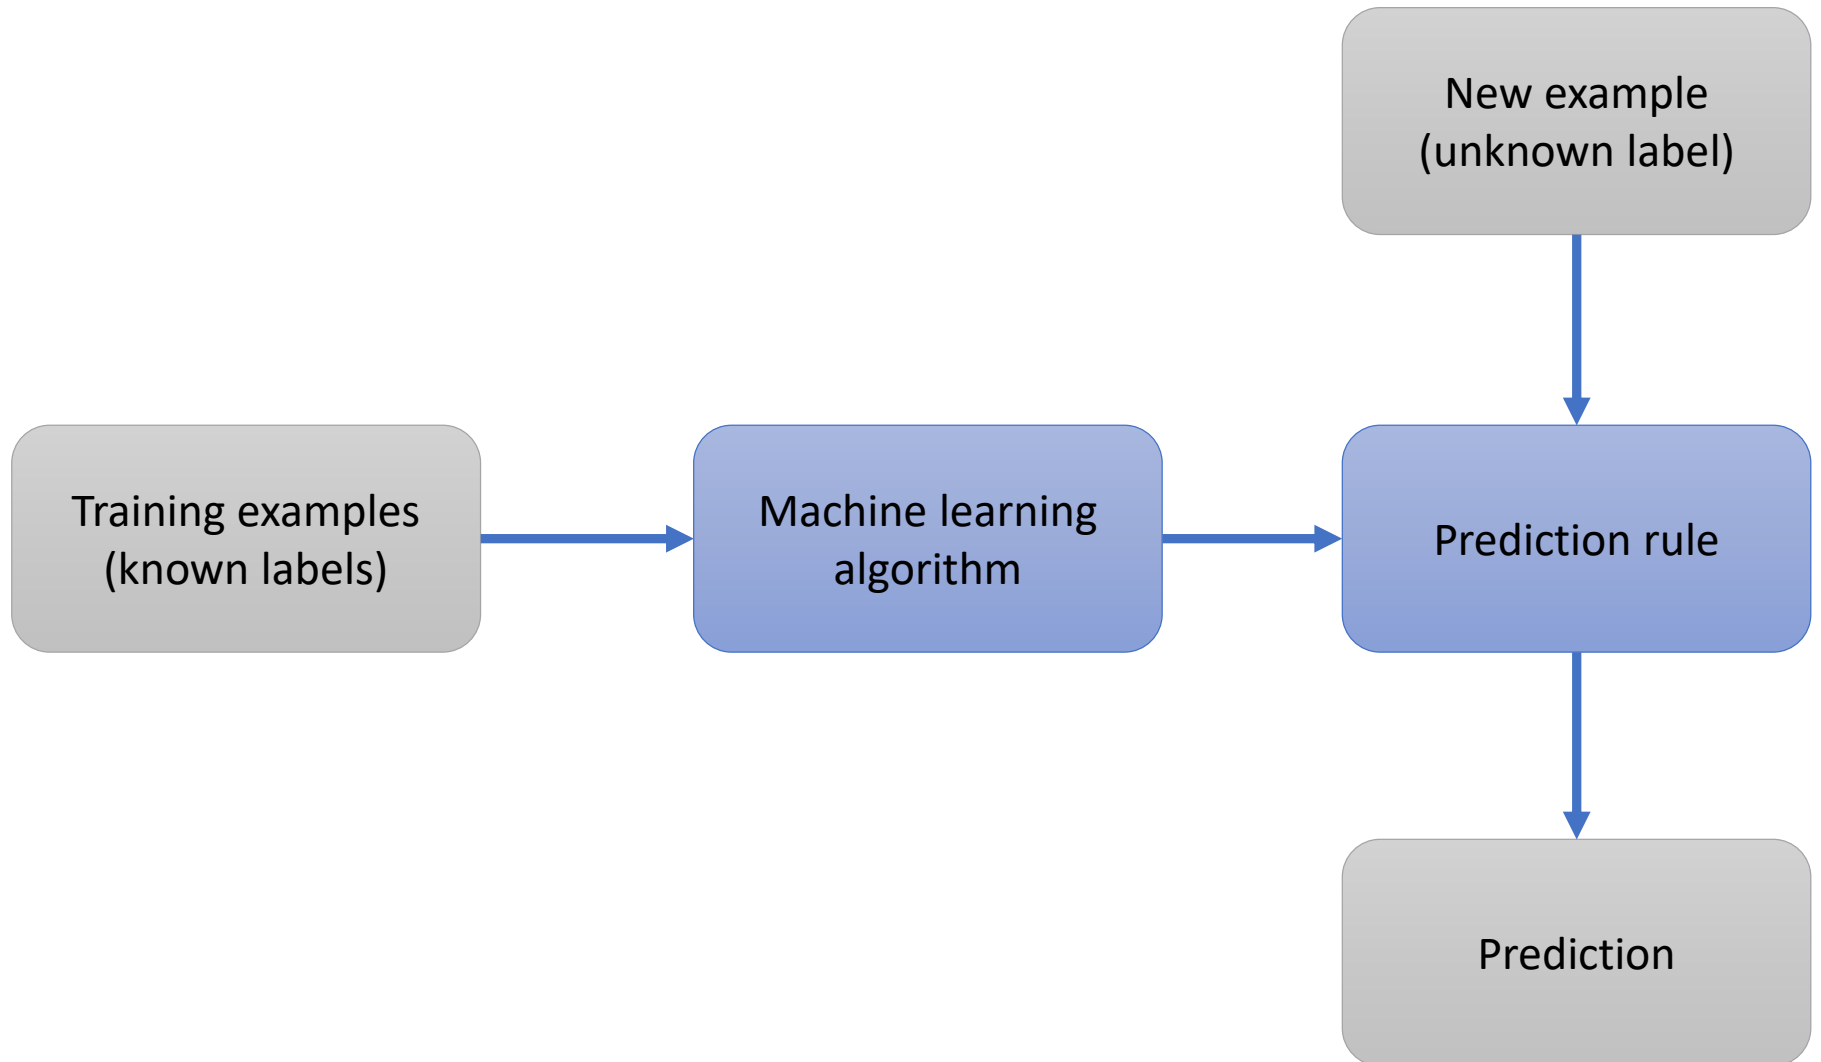 New example
(unknown label)
Training examples
(known labels)
Machine learning
algorithm
Prediction rule
Prediction